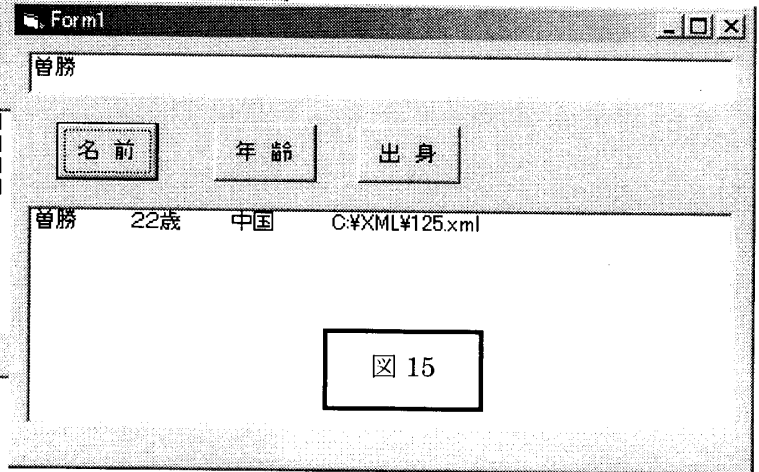 Form1
曽勝
名 前 年 齢 出 身
曽勝 22歳 中国 C:¥XML¥125.xml
図 15